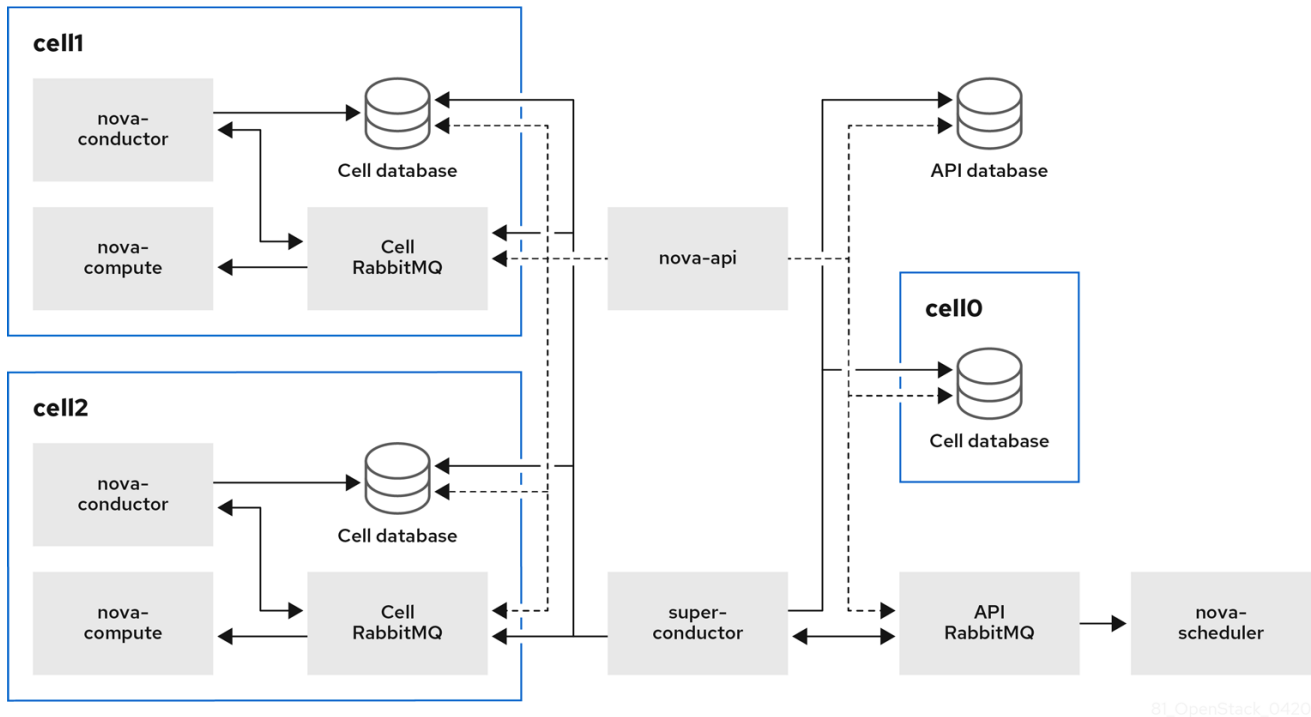 cell1
nova-
conductor
Cell database
nova-
compute
Cell
RabbitMQ
nova-api
API database
cell0
Cell database
cell2
nova-
conductor
Cell database
nova-
compute
Cell
RabbitMQ
super-
conductor
API
RabbitMQ
nova-
scheduler
81_OpenStack_0420